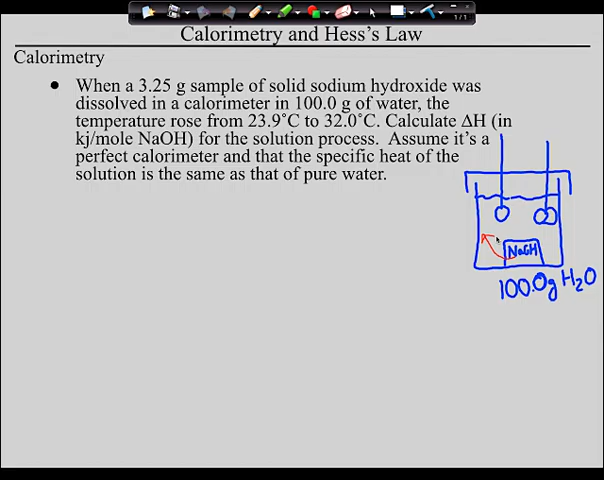 1 / 1
Calorimetry and Hess's Law
Calorimetry
• When a 3.25 g sample of solid sodium hydroxide was
dissolved in a calorimeter in 100.0 g of water, the
temperature rose from 23.9˚C to 32.0˚C. Calculate ΔH (in
kj/mole NaOH) for the solution process. Assume it's a
perfect calorimeter and that the specific heat of the
solution is the same as that of pure water.
NaOH
100.0g H₂O